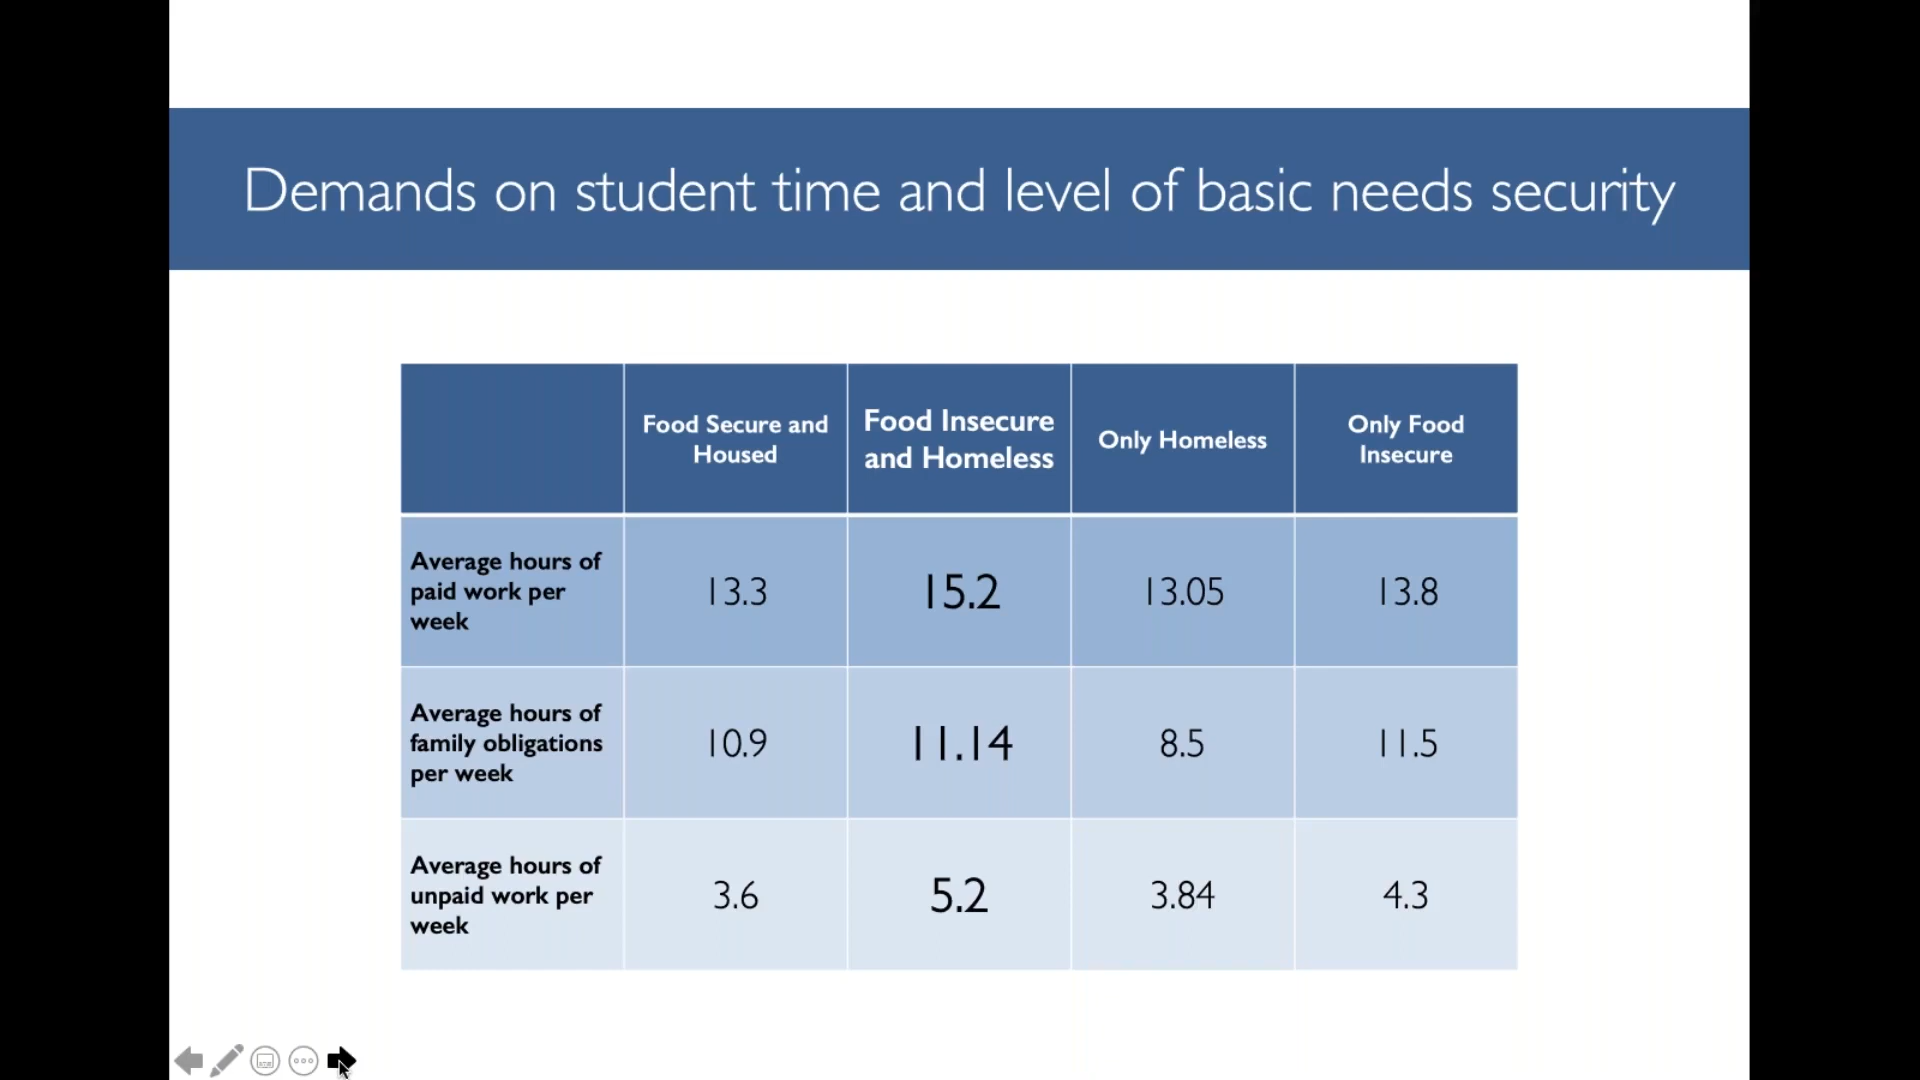 Demands on student time and level of basic needs security
Food Secure and
Housed
Food Insecure
and Homeless
Only Homeless
Only Food
Insecure
Average hours of
paid work per
week
13.3
15.2
13.05
13.8
Average hours of
family obligations
per week
10.9
11.14
8.5
11.5
Average hours of
unpaid work per
week
3.6
5.2
3.84
4.3